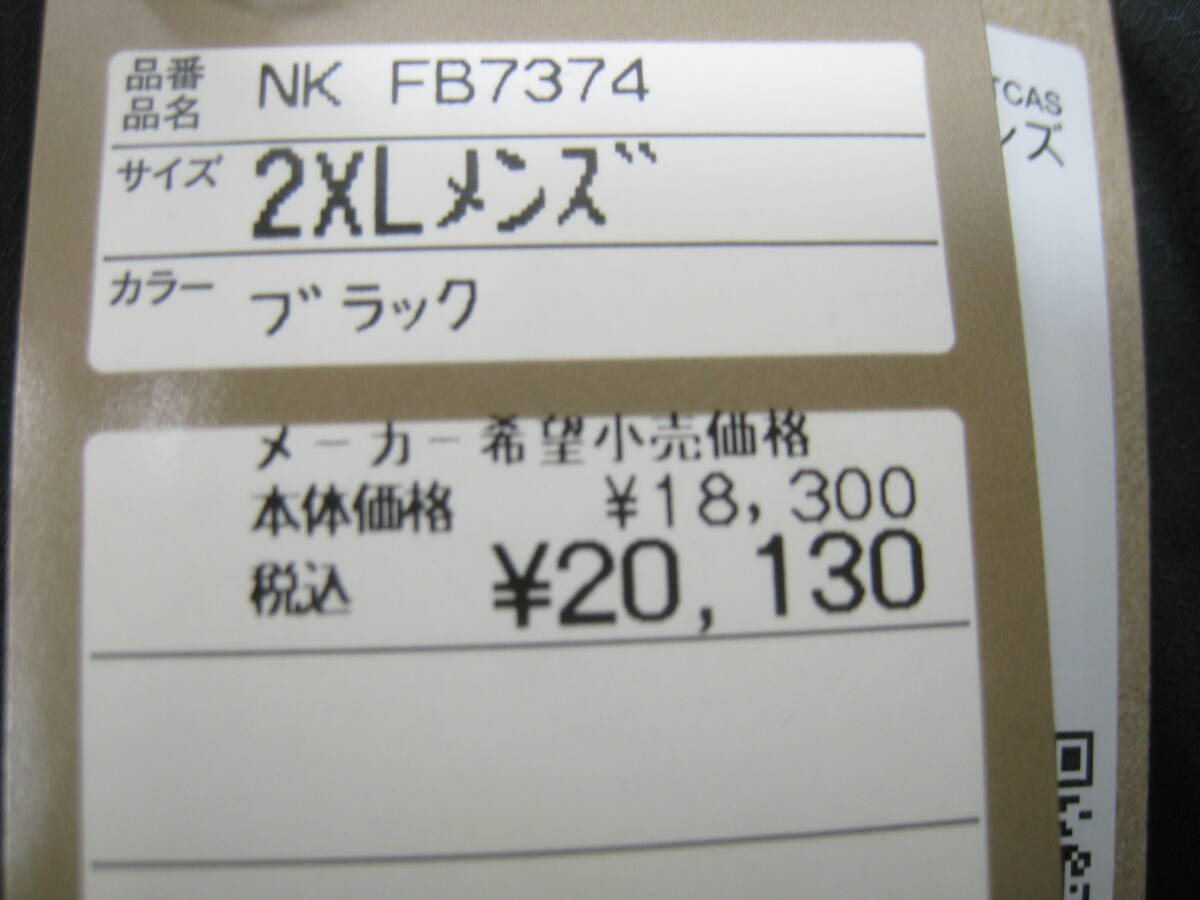 品番
品名
NK FB7374
サイズ 2XLメンズ
カラー ブラック
メーカー希望小売価格
本体価格 ¥18,300
税込 ¥20,130
TCAS
ンズ